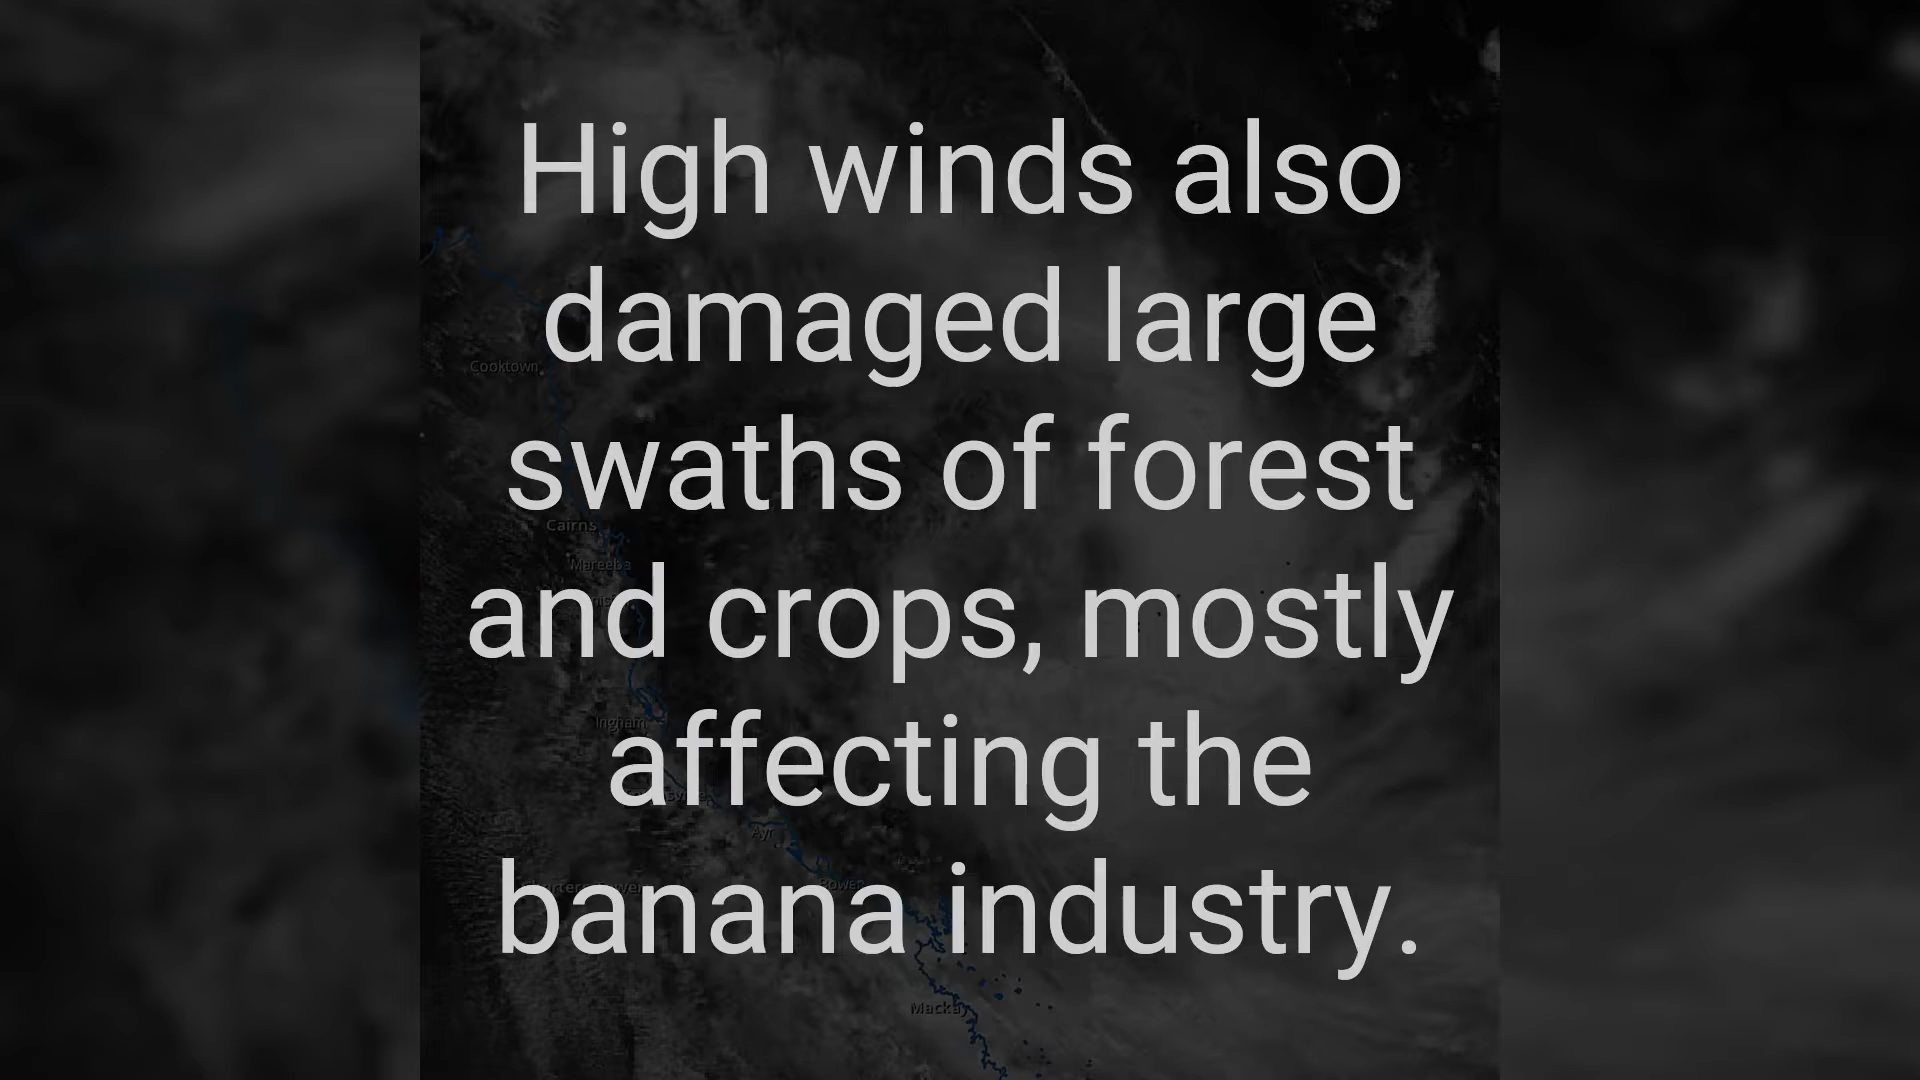 High winds also
damaged large
swaths of forest
and crops, mostly
affecting the
banana industry.
Cooktown
Cairns
Mareeba
Ingham
Ayr
Bowen
Mackay